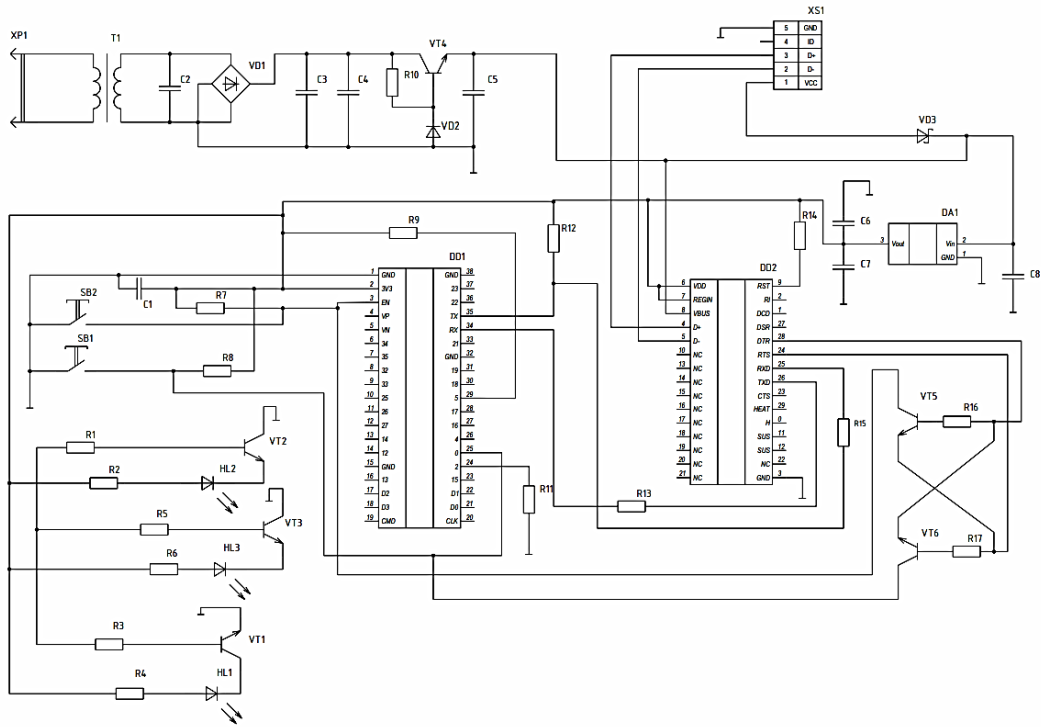 XP1
T1
C2
VD1
C3
C4
R10
VT4
VD2
C5
XS1
5 GND
4 ID
3 D+
2 D-
1 VCC
VD3
C6
C7
DA1
3 Vout
Vin 2
GND 1
C8
R9
R12
R14
DD1
1 GND
2 3V3
3 EN
4 VP
5 VN
6 34
7 35
8 32
9 33
10 25
11 26
12 27
13 14
14 12
15 GND
16 13
17 D2
18 D3
19 CMD
GND 38
23 37
22 36
TX 35
RX 34
21 33
GND 32
19 31
18 30
5 29
17 28
16 27
4 26
0 25
2 24
15 23
D1 22
D0 21
CLK 20
DD2
6 VDD
7 REGIN
8 VBUS
4 D+
5 D-
10 NC
13 NC
14 NC
15 NC
16 NC
17 NC
18 NC
19 NC
20 NC
21 NC
RST 9
RI 2
DCD 1
DSR 27
DTR 28
RTS 24
RXD 25
TXD 26
CTS 23
HEAT 29
H 0
SUS 11
SUS 12
NC 22
GND 3
SB2
C1
R7
SB1
R8
R1
VT2
R2
HL2
R5
VT3
R6
HL3
R3
VT1
R4
HL1
R11
R13
R15
VT5
R16
VT6
R17